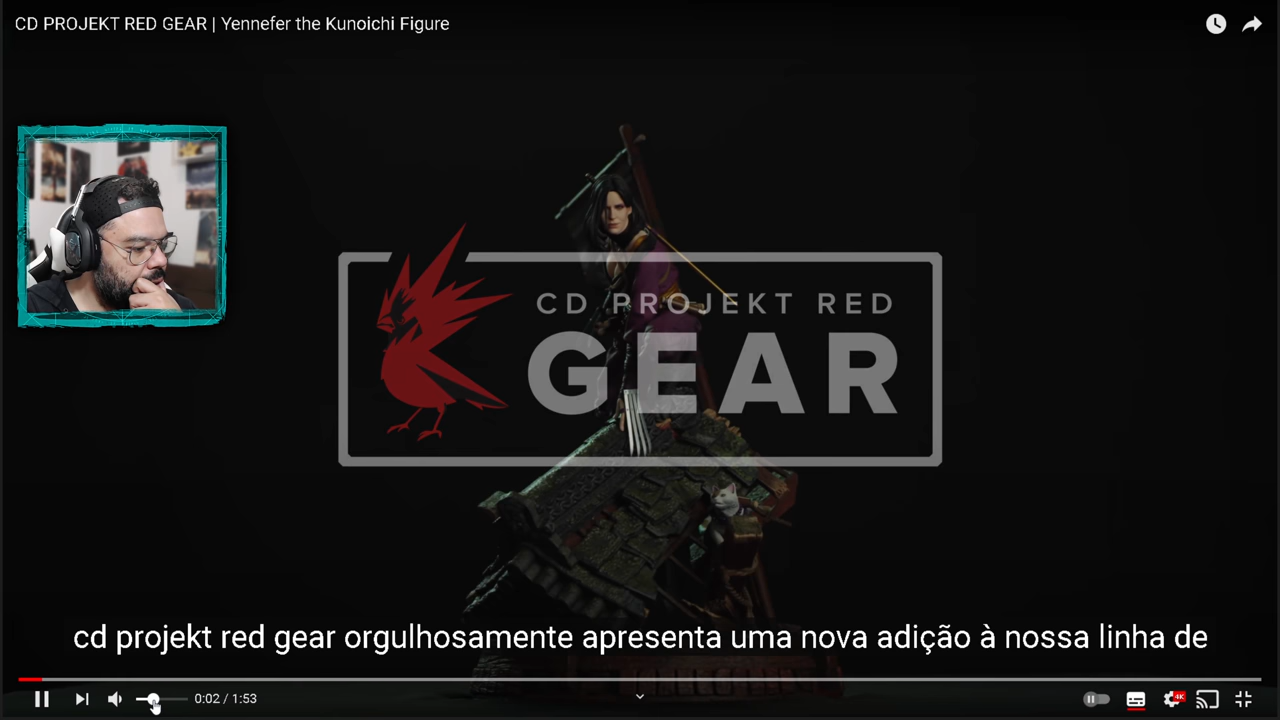 CD PROJEKT RED GEAR | Yennefer the Kunoichi Figure
CD PROJEKT RED
GEAR
cd projekt red gear orgulhosamente apresenta uma nova adição à nossa linha de
0:02 / 1:53
4K